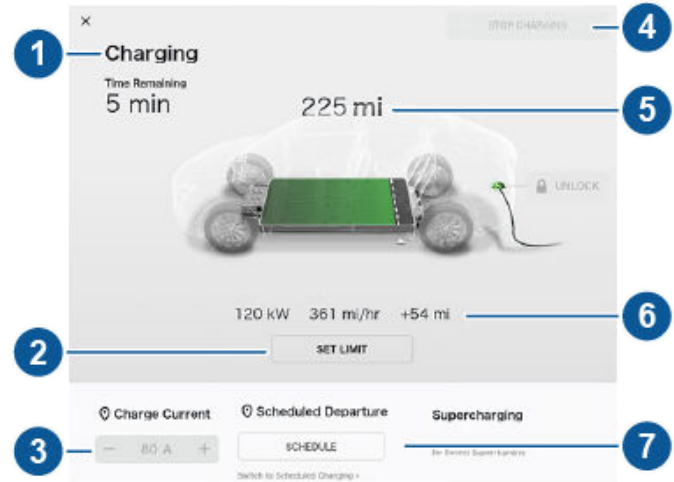 ×
4
STOP CHARGING
1
Charging
Time Remaining
5 min
225 mi
5
UNLOCK
120 kW 361 mi/hr +54 mi
6
2
SET LIMIT
Charge Current
Scheduled Departure
Supercharging
3
− 80 A +
SCHEDULE
7
Switch to Scheduled Charging >